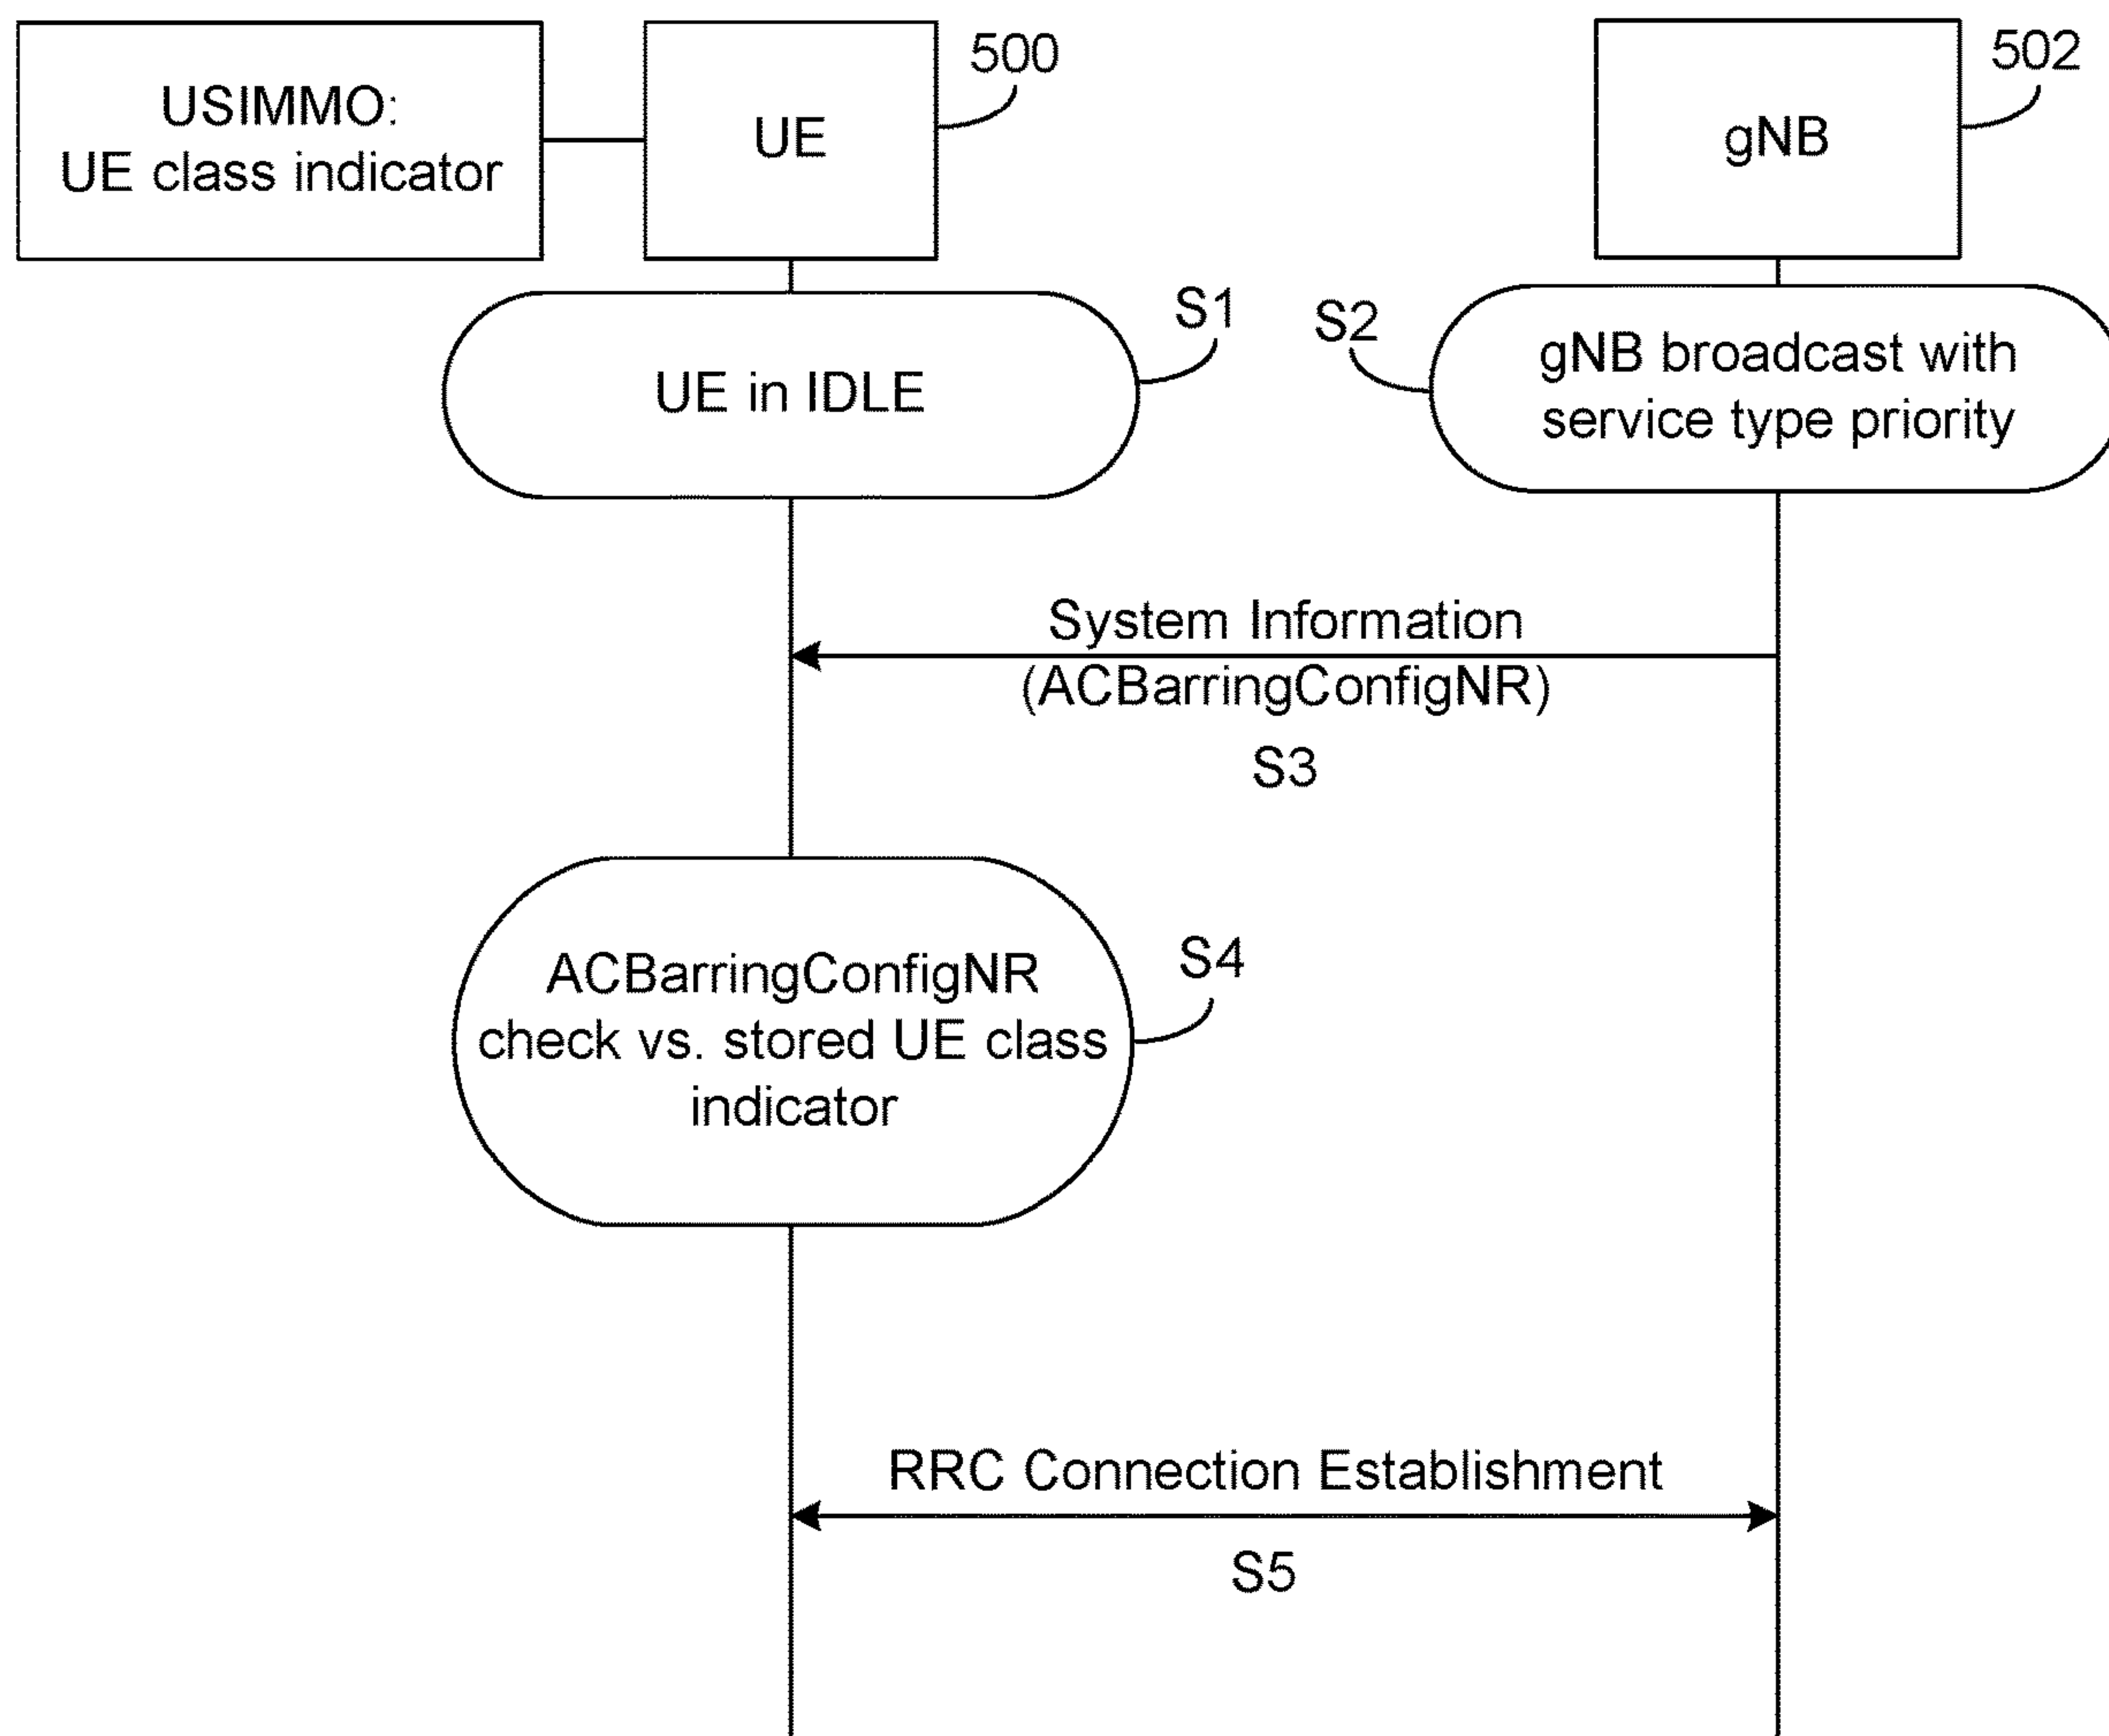 USIMMO:
UE class indicator
UE
500
gNB
502
UE in IDLE
S1
S2
gNB broadcast with
service type priority
System Information
(ACBarringConfigNR)
S3
ACBarringConfigNR
check vs. stored UE class
indicator
S4
RRC Connection Establishment
S5